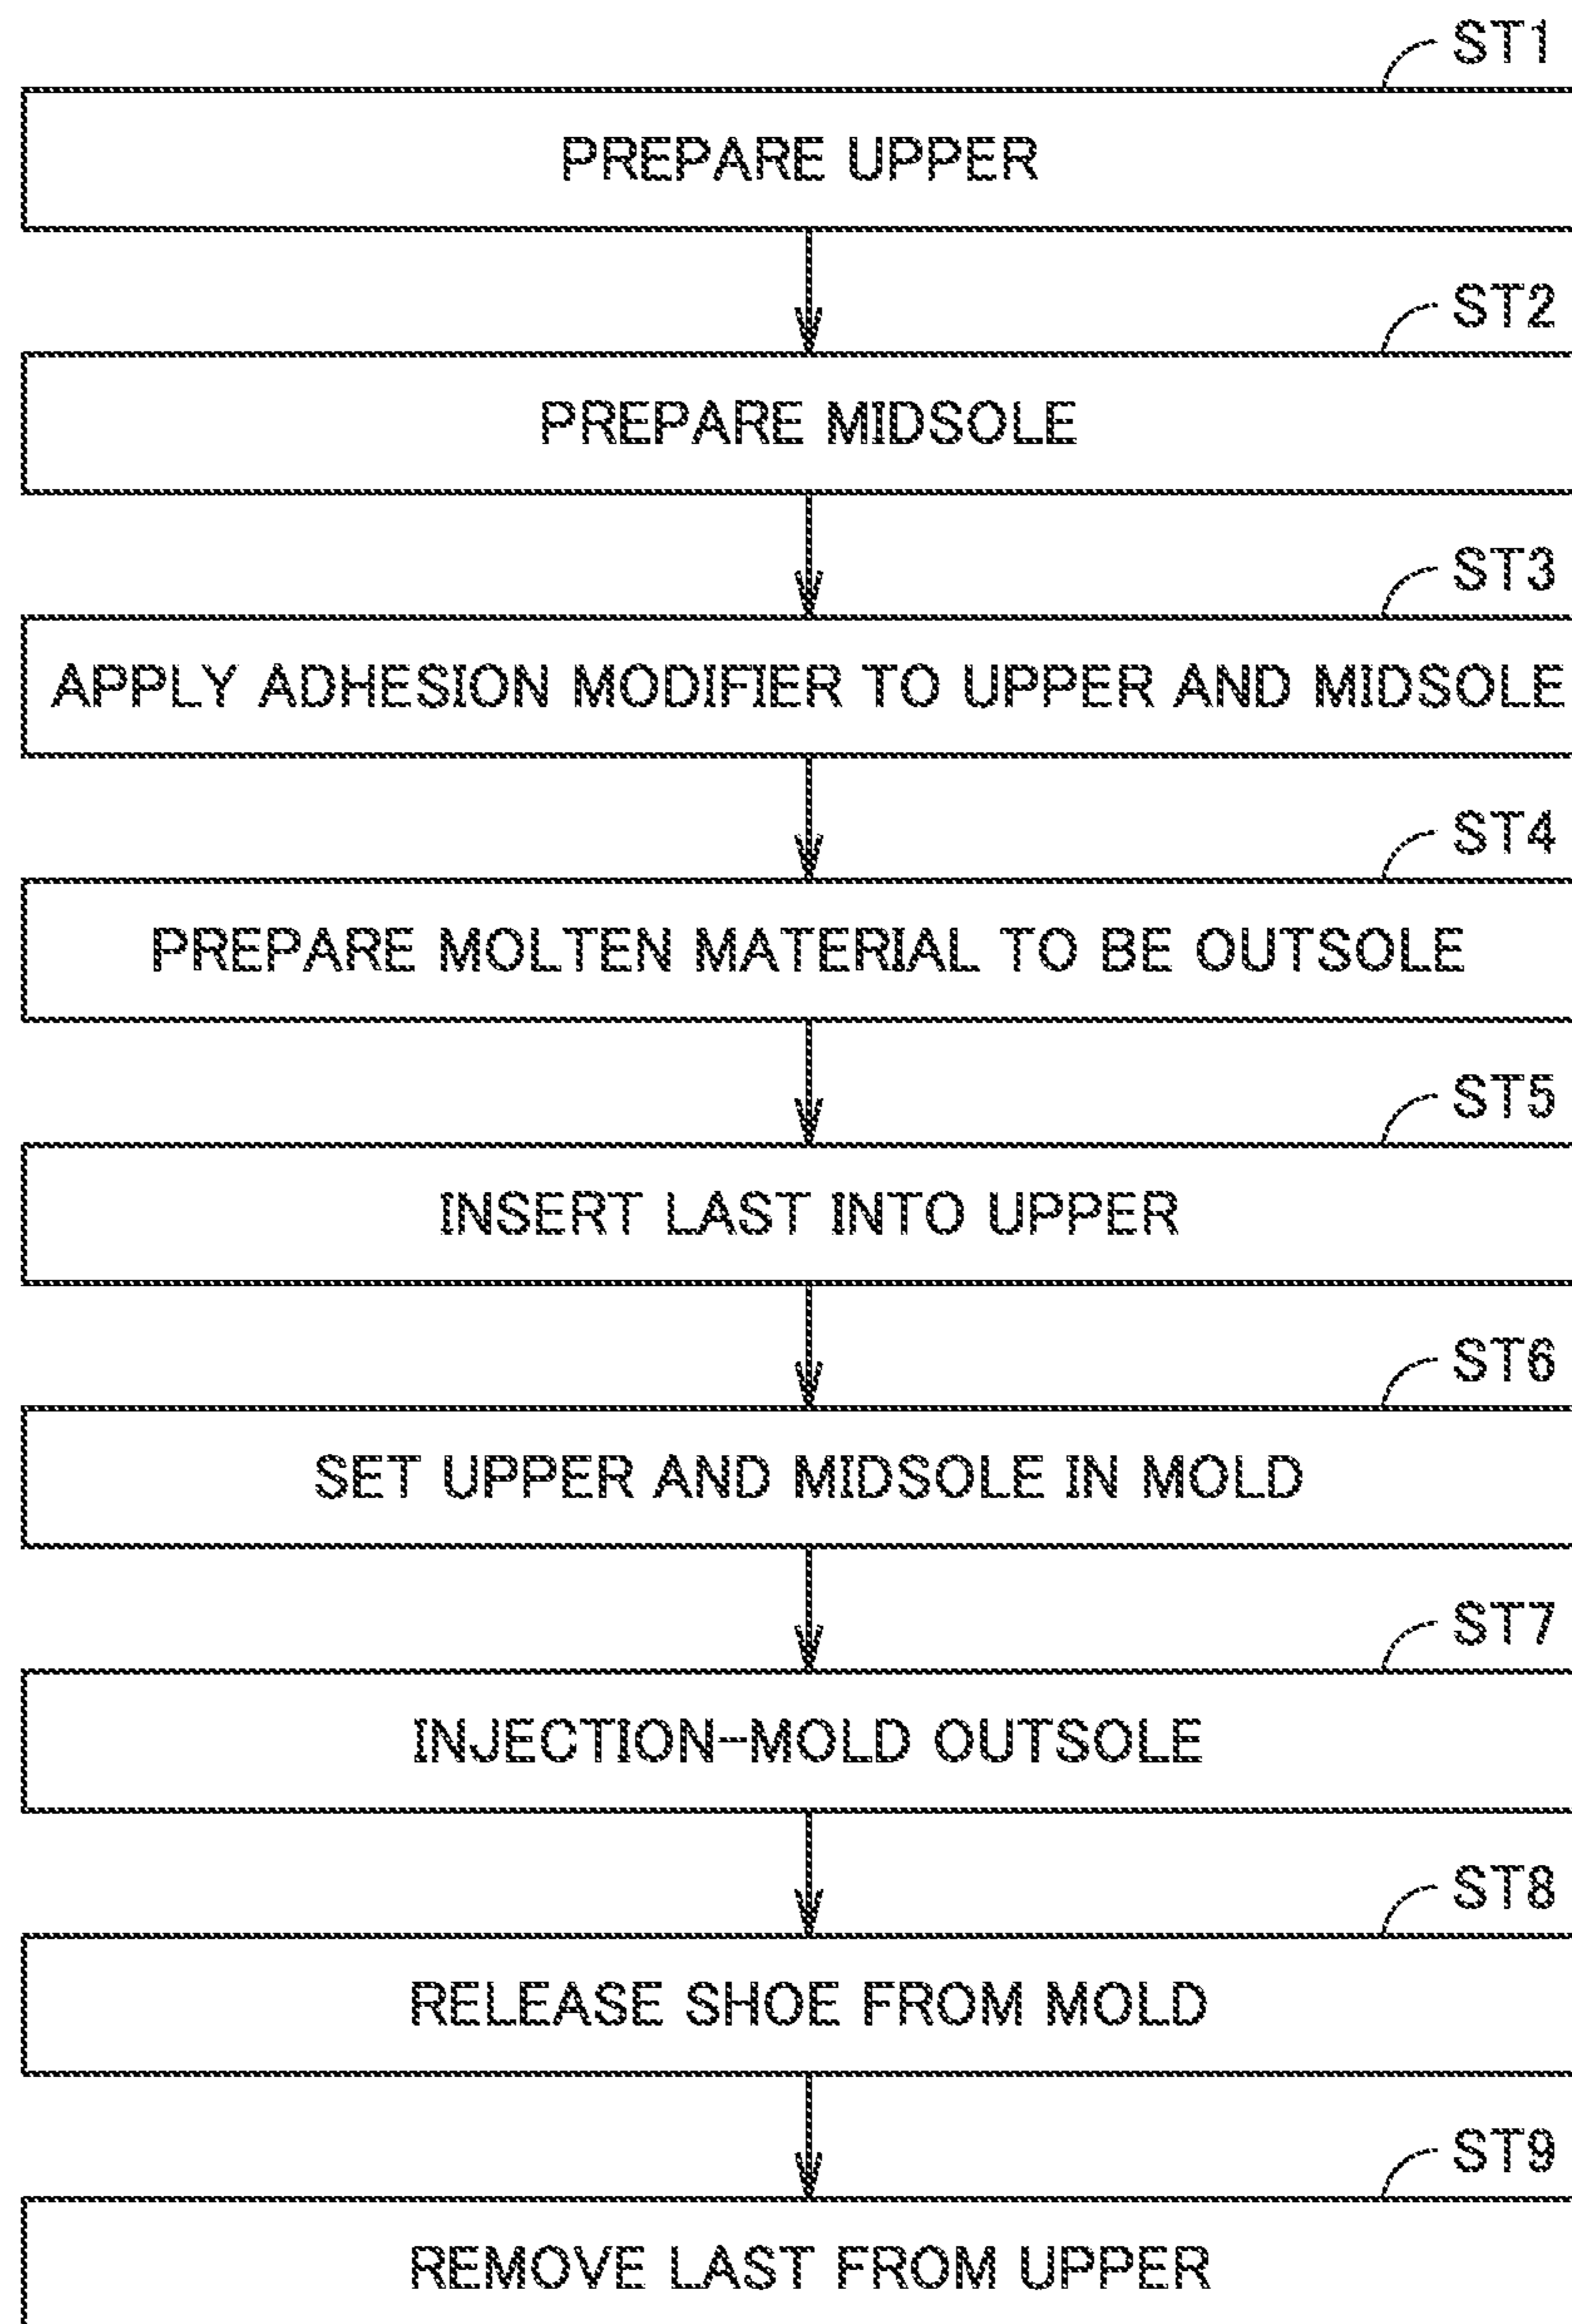 ST1
PREPARE UPPER
ST2
PREPARE MIDSOLE
ST3
APPLY ADHESION MODIFIER TO UPPER AND MIDSOLE
ST4
PREPARE MOLTEN MATERIAL TO BE OUTSOLE
ST5
INSERT LAST INTO UPPER
ST6
SET UPPER AND MIDSOLE IN MOLD
ST7
INJECTION-MOLD OUTSOLE
ST8
RELEASE SHOE FROM MOLD
ST9
REMOVE LAST FROM UPPER